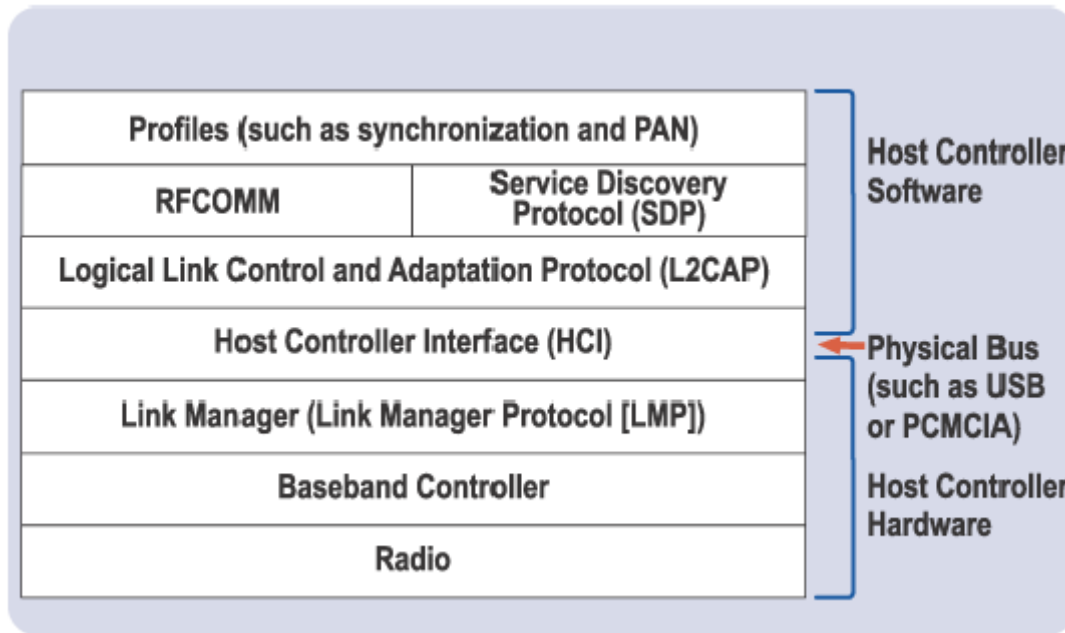 Profiles (such as synchronization and PAN)
RFCOMM
Service Discovery
Protocol (SDP)
Logical Link Control and Adaptation Protocol (L2CAP)
Host Controller Interface (HCI)
Link Manager (Link Manager Protocol [LMP])
Baseband Controller
Radio
Host Controller
Software
Physical Bus
(such as USB
or PCMCIA)
Host Controller
Hardware